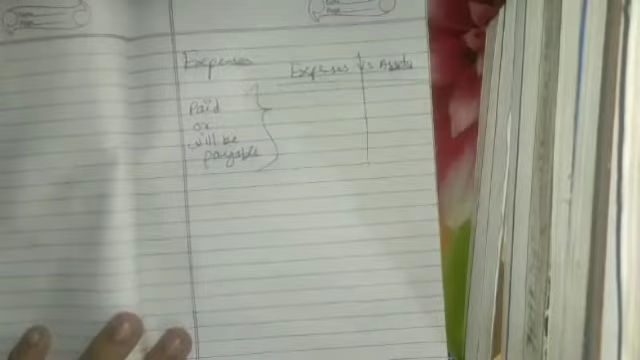 Expenses
Expenses Vs Assets
Paid
or
will be
payable